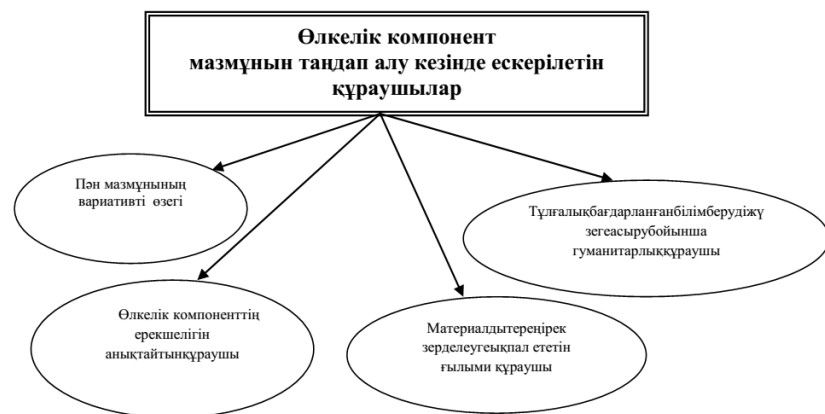 Өлкелік компонент
мазмұнын таңдап алу кезінде ескерілетін
құраушылар
Пән мазмұнының
вариативті өзегі
Тұлғалықбағдарланғанбілімберудіжү
зегеасырубойынша
гуманитарлыққұраушы
Өлкелік компоненттің
ерекшелігін
анықтайтынқұраушы
Материалдытереңірек
зерделеугеықпал ететін
ғылыми құраушы